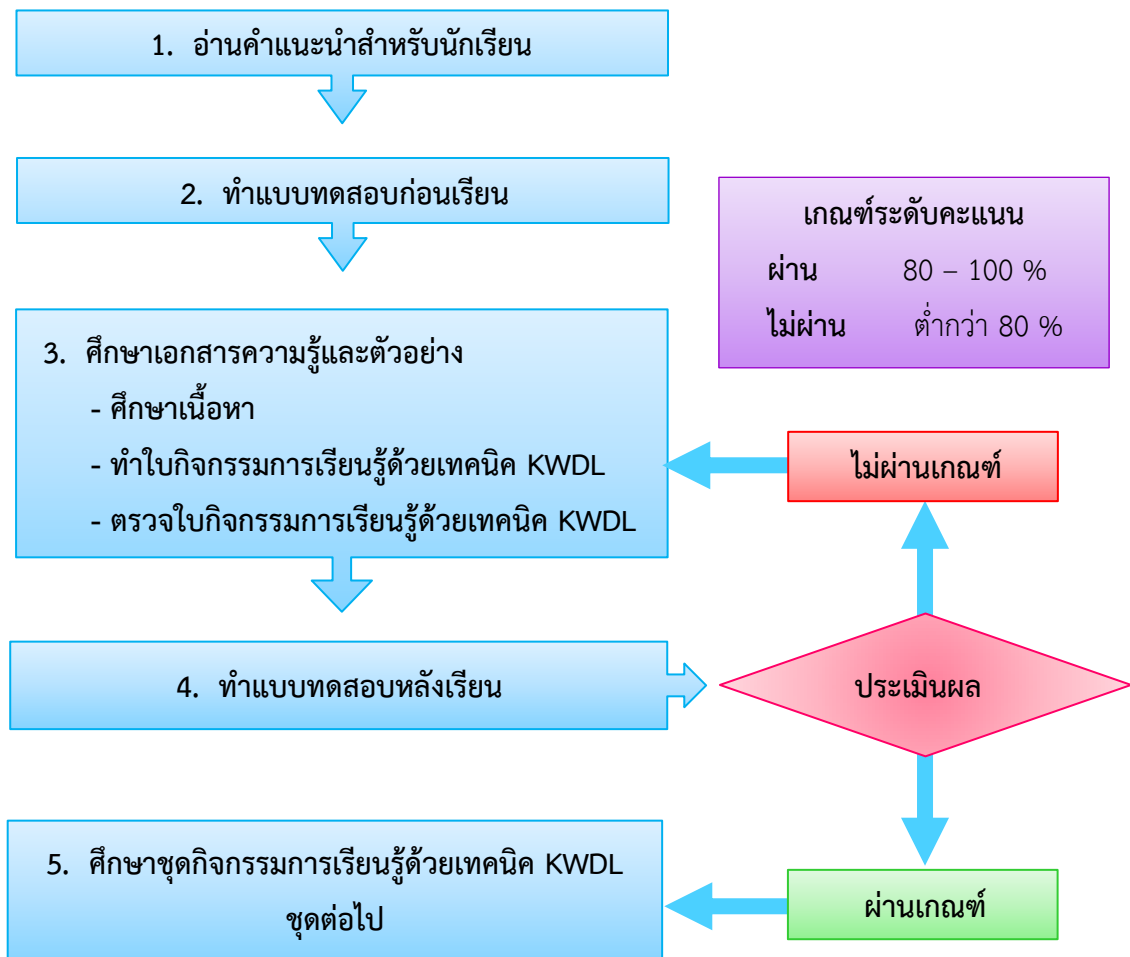 1. อ่านคำแนะนำสำหรับนักเรียน
2. ทำแบบทดสอบก่อนเรียน
เกณฑ์ระดับคะแนน
ผ่าน 80 – 100 %
ไม่ผ่าน ต่ำกว่า 80 %
3. ศึกษาเอกสารความรู้และตัวอย่าง
- ศึกษาเนื้อหา
- ทำใบกิจกรรมการเรียนรู้ด้วยเทคนิค KWDL
- ตรวจใบกิจกรรมการเรียนรู้ด้วยเทคนิค KWDL
ไม่ผ่านเกณฑ์
4. ทำแบบทดสอบหลังเรียน
ประเมินผล
5. ศึกษาชุดกิจกรรมการเรียนรู้ด้วยเทคนิค KWDL
ชุดต่อไป
ผ่านเกณฑ์